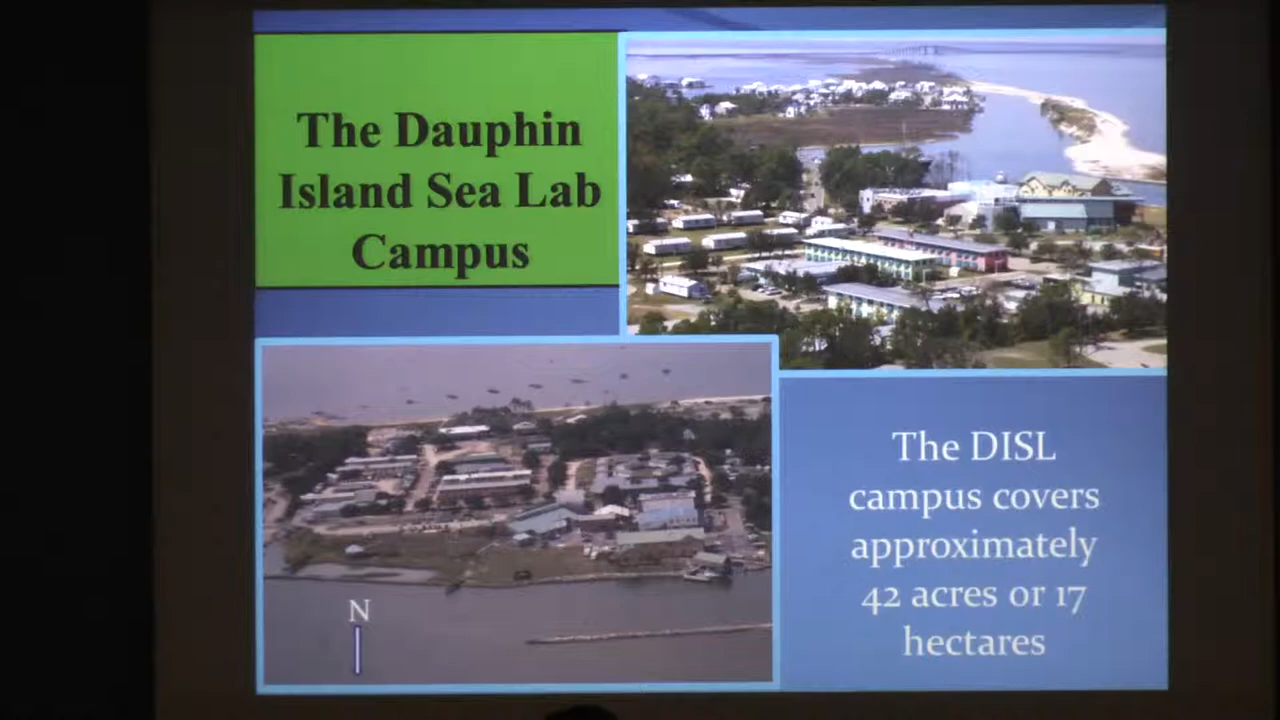 The Dauphin
Island Sea Lab
Campus
N
The DISL
campus covers
approximately
42 acres or 17
hectares